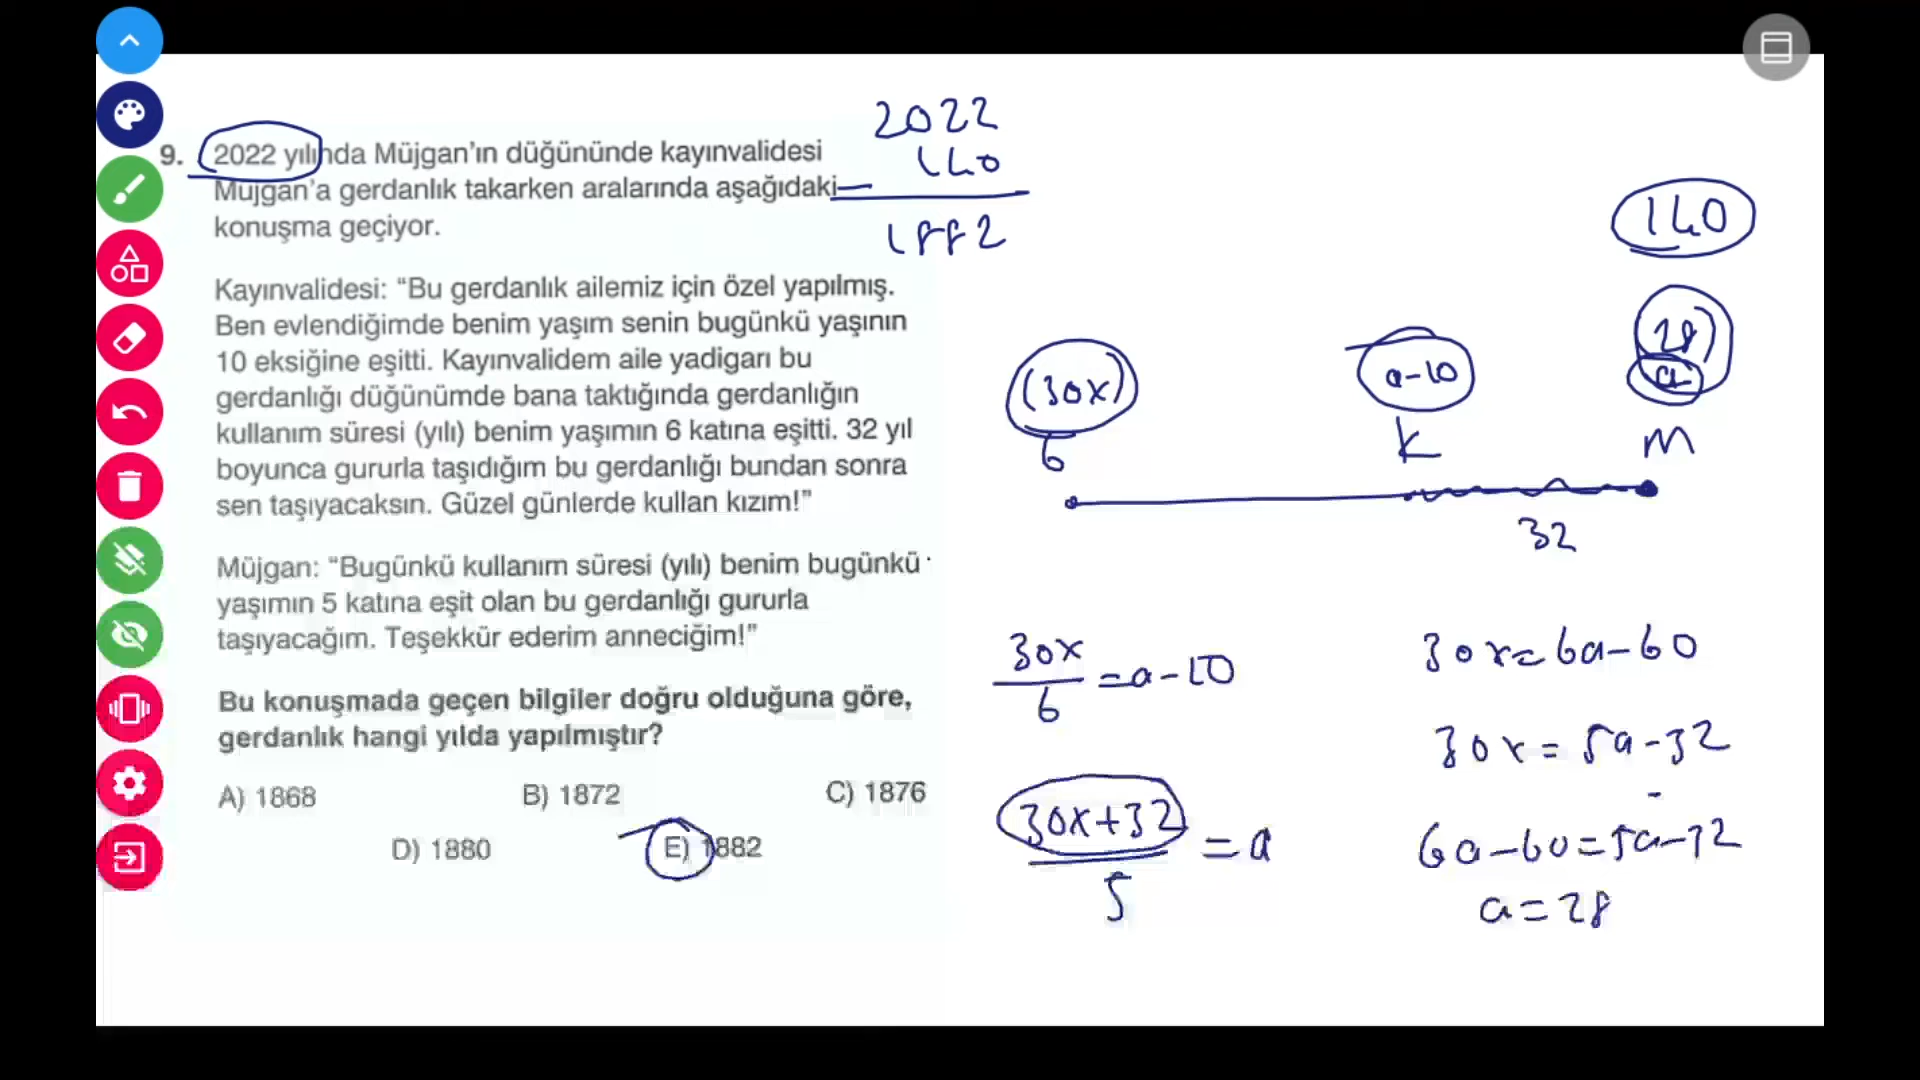 9. 2022 yılında Müjgan’ın düğününde kayınvalidesi
Müjgan’a gerdanlık takarken aralarında aşağıdaki
konuşma geçiyor.
Kayınvalidesi: “Bu gerdanlık ailemiz için özel yapılmış.
Ben evlendiğimde benim yaşım senin bugünkü yaşının
10 eksiğine eşitti. Kayınvalidem aile yadigarı bu
gerdanlığı düğünümde bana taktığında gerdanlığın
kullanım süresi (yılı) benim yaşımın 6 katına eşitti. 32 yıl
boyunca gururla taşıdığım bu gerdanlığı bundan sonra
sen taşıyacaksın. Güzel günlerde kullan kızım!”
Müjgan: “Bugünkü kullanım süresi (yılı) benim bugünkü
yaşımın 5 katına eşit olan bu gerdanlığı gururla
taşıyacağım. Teşekkür ederim anneciğim!”
Bu konuşmada geçen bilgiler doğru olduğuna göre,
gerdanlık hangi yılda yapılmıştır?
A) 1868
B) 1872
C) 1876
D) 1880
E) 1882
2022
140
1882
140
(30x)
6
a-10
K
28
a
M
32
30x
6
=a-10
30x+32
5
=a
30x=6a-60
30x=5a-32
6a-60=5a-32
a=28